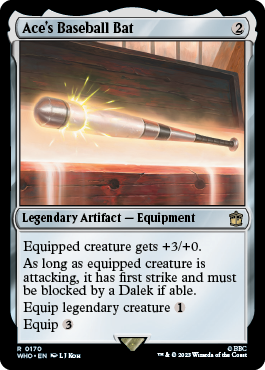 Ace's Baseball Bat 2
Legendary Artifact — Equipment
Equipped creature gets +3/+0.
As long as equipped creature is
attacking, it has first strike and must
be blocked by a Dalek if able.
Equip legendary creature 1
Equip 3
R 0170
WHO • EN LJ Koh
© BBC
™ & © 2023 Wizards of the Coast